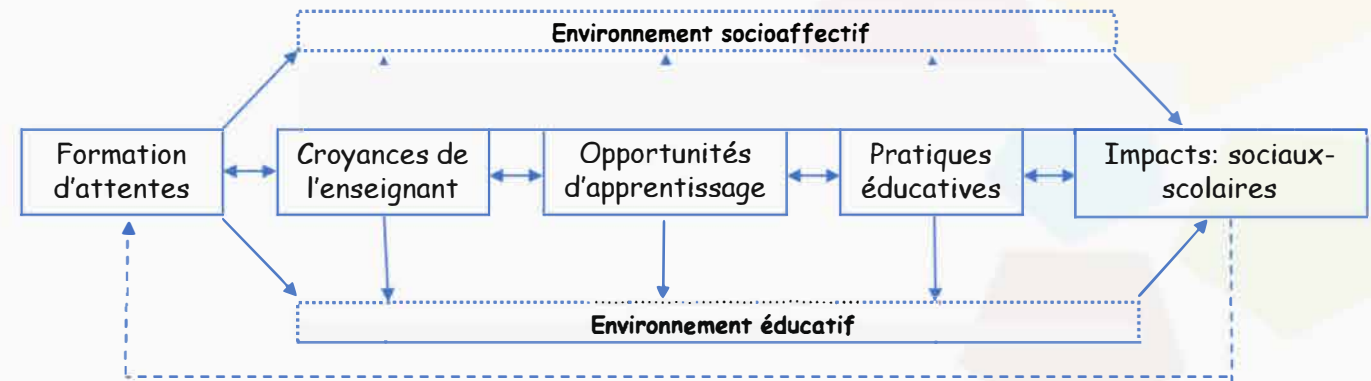 Environnement socioaffectif
Formation
d'attentes
Croyances de
l'enseignant
Opportunités
d'apprentissage
Pratiques
éducatives
Impacts: sociaux-
scolaires
Environnement éducatif